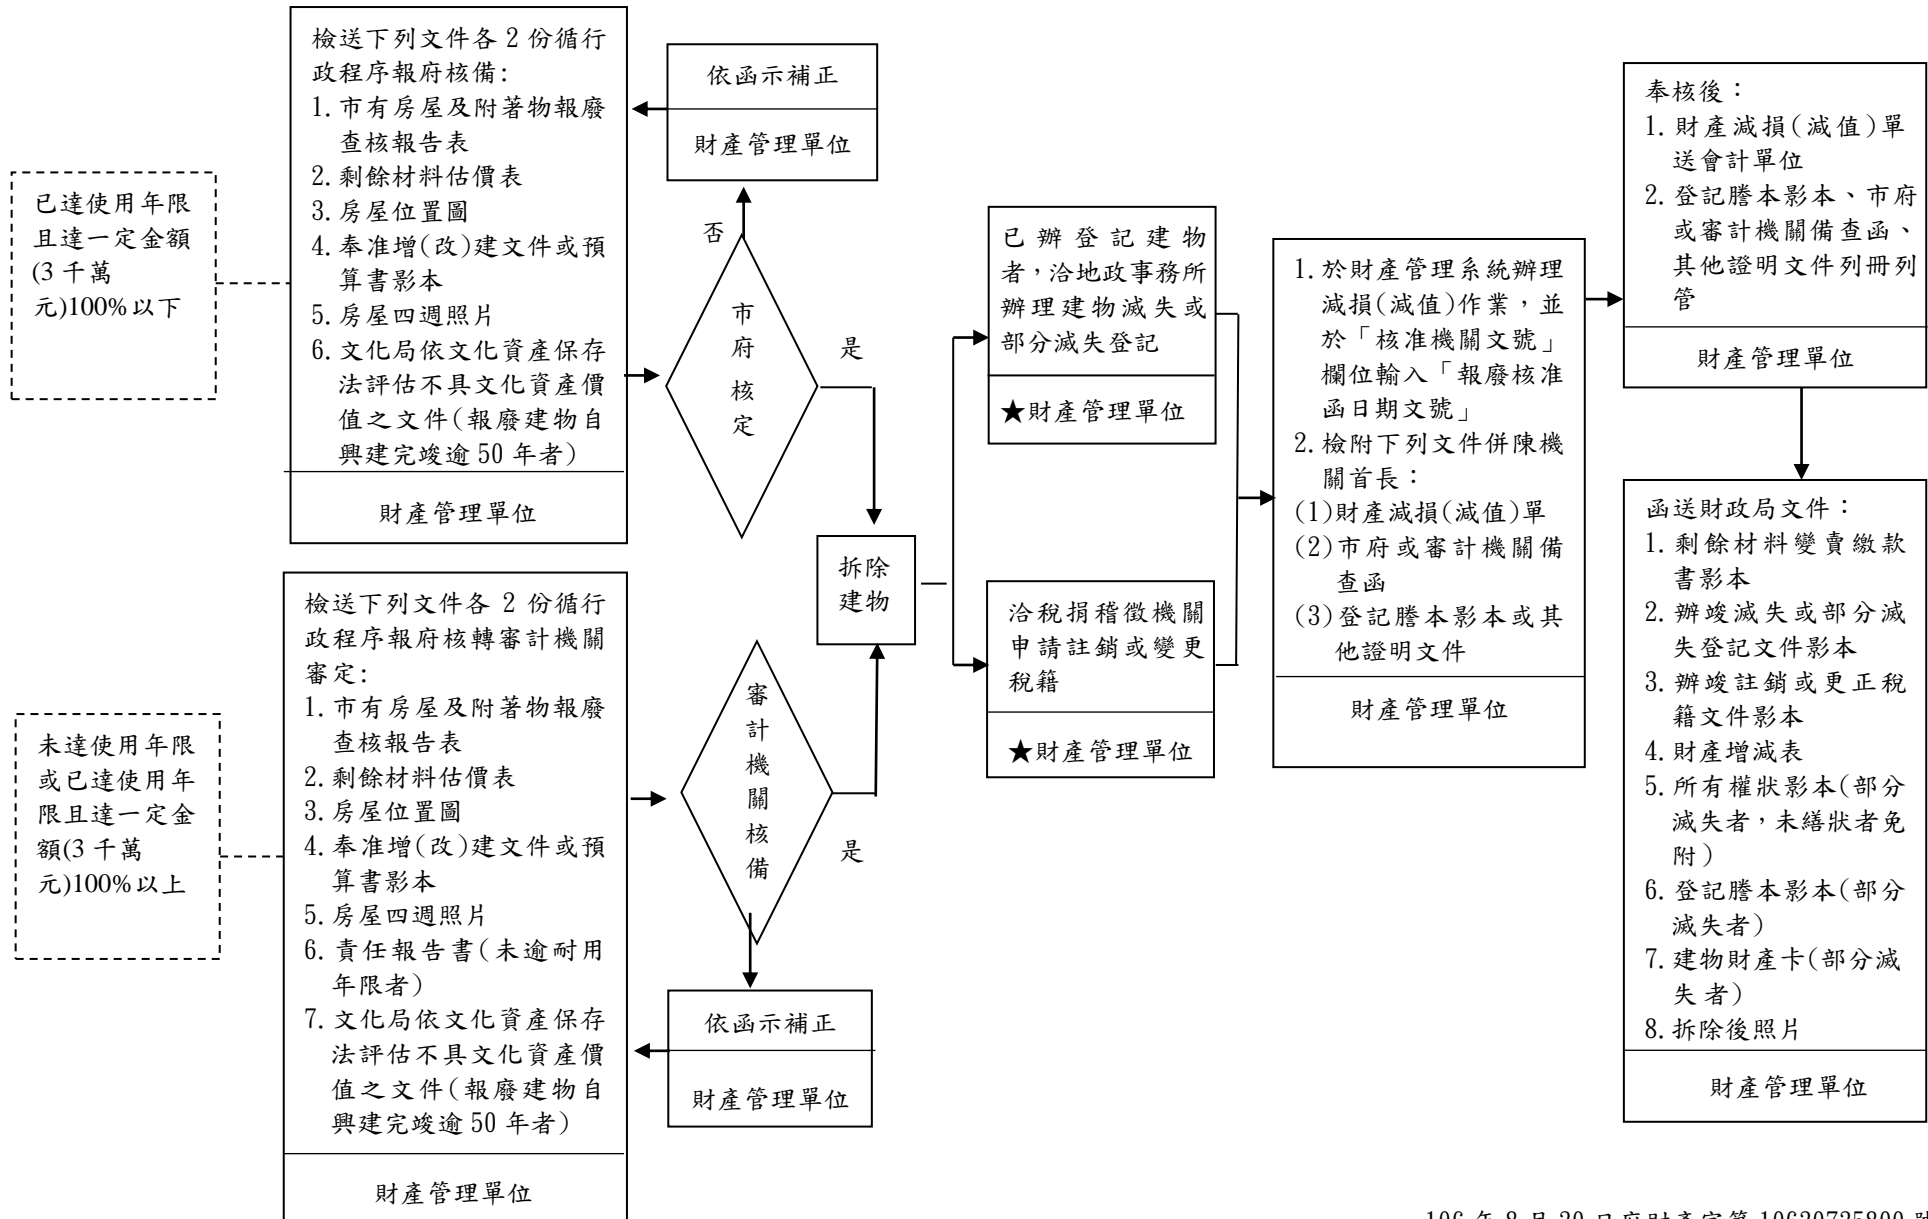 已達使用年限
且達一定金額
(3 千萬
元)100%以下
檢送下列文件各 2 份循行
政程序報府核備:
1.市有房屋及附著物報廢
查核報告表
2.剩餘材料估價表
3.房屋位置圖
4.奉准增(改)建文件或預
算書影本
5.房屋四週照片
6.文化局依文化資產保存
法評估不具文化資產價
值之文件(報廢建物自
興建完竣逾 50 年者)
財產管理單位
依函示補正
財產管理單位
否
市
府
核
定
是
未達使用年限
或已達使用年
限且達一定金
額(3 千萬
元)100%以上
檢送下列文件各 2 份循行
政程序報府核轉審計機關
審定:
1.市有房屋及附著物報廢
查核報告表
2.剩餘材料估價表
3.房屋位置圖
4.奉准增(改)建文件或預
算書影本
5.房屋四週照片
6.責任報告書(未逾耐用
年限者)
7.文化局依文化資產保存
法評估不具文化資產價
值之文件(報廢建物自
興建完竣逾 50 年者)
財產管理單位
審
計
機
關
核
備
是
依函示補正
財產管理單位
拆除
建物
已辦登記建物
者，洽地政事務所
辦理建物滅失或
部分滅失登記
★財產管理單位
洽稅捐稽徵機關
申請註銷或變更
稅籍
★財產管理單位
1.於財產管理系統辦理
減損(減值)作業，並
於「核准機關文號」
欄位輸入「報廢核准
函日期文號」
2.檢附下列文件併陳機
關首長：
(1)財產減損(減值)單
(2)市府或審計機關備
查函
(3)登記謄本影本或其
他證明文件
財產管理單位
奉核後：
1.財產減損(減值)單
送會計單位
2.登記謄本影本、市府
或審計機關備查函、
其他證明文件列冊列
管
財產管理單位
函送財政局文件：
1.剩餘材料變賣繳款
書影本
2.辦竣滅失或部分滅
失登記文件影本
3.辦竣註銷或更正稅
籍文件影本
4.財產增減表
5.所有權狀影本(部分
滅失者，未繕狀者免
附)
6.登記謄本影本(部分
滅失者)
7.建物財產卡(部分滅
失者)
8.拆除後照片
財產管理單位